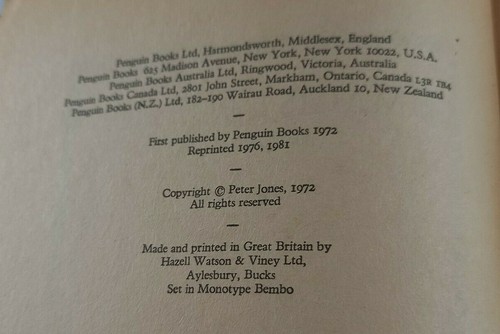 Penguin Books Ltd, Harmondsworth, Middlesex, England
Penguin Books 625 Madison Avenue, New York, New York 10022, U.S.A.
Penguin Books Australia Ltd, Ringwood, Victoria, Australia
Penguin Books Canada Ltd, 2801 John Street, Markham, Ontario, Canada L3R 1B4
Penguin Books (N.Z.) Ltd, 182-190 Wairau Road, Auckland 10, New Zealand
—
First published by Penguin Books 1972
Reprinted 1976, 1981
—
Copyright © Peter Jones, 1972
All rights reserved
—
Made and printed in Great Britain by
Hazell Watson & Viney Ltd,
Aylesbury, Bucks
Set in Monotype Bembo